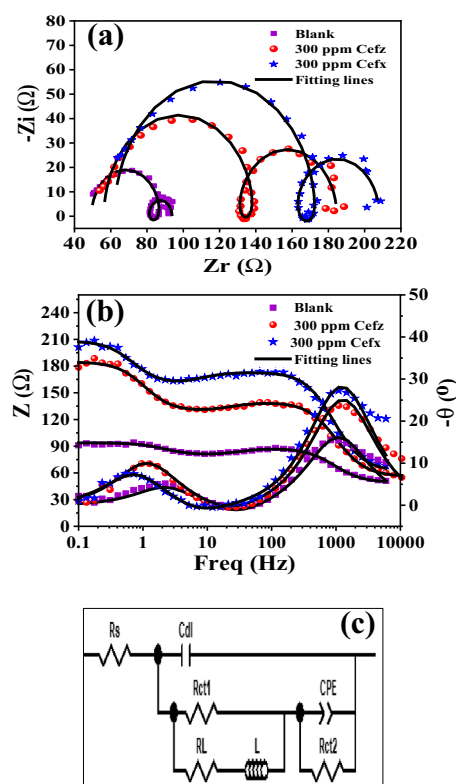 (a)
Blank
300 ppm Cefz
300 ppm Cefx
Fitting lines
-Zi (Ω)
80
70
60
50
40
30
20
10
0
40 60 80 100 120 140 160 180 200 220
Zr (Ω)
(b)
Blank
300 ppm Cefz
300 ppm Cefx
Fitting lines
Z (Ω)
240
210
180
150
120
90
60
30
0
50
40
30
20
10
0
-θ (⁰)
0.1 1 10 100 1000 10000
Freq (Hz)
(c)
Rs
Cdl
Rct1
CPE
RL
L
Rct2